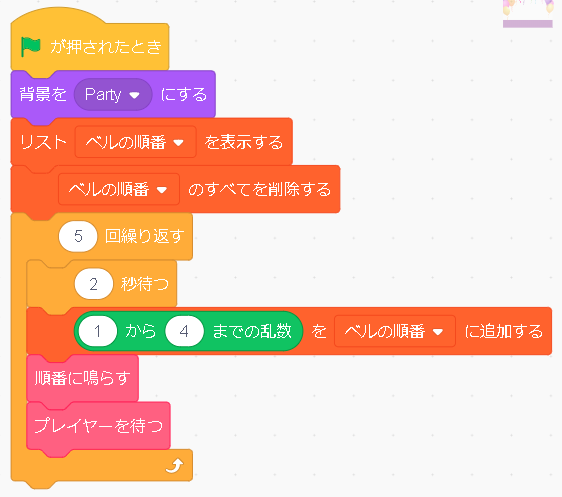 が押されたとき
背景を Party にする
リスト ベルの順番 を表示する
ベルの順番 のすべてを削除する
5 回繰り返す
2 秒待つ
1 から 4 までの乱数 を ベルの順番 に追加する
順番に鳴らす
プレイヤーを待つ